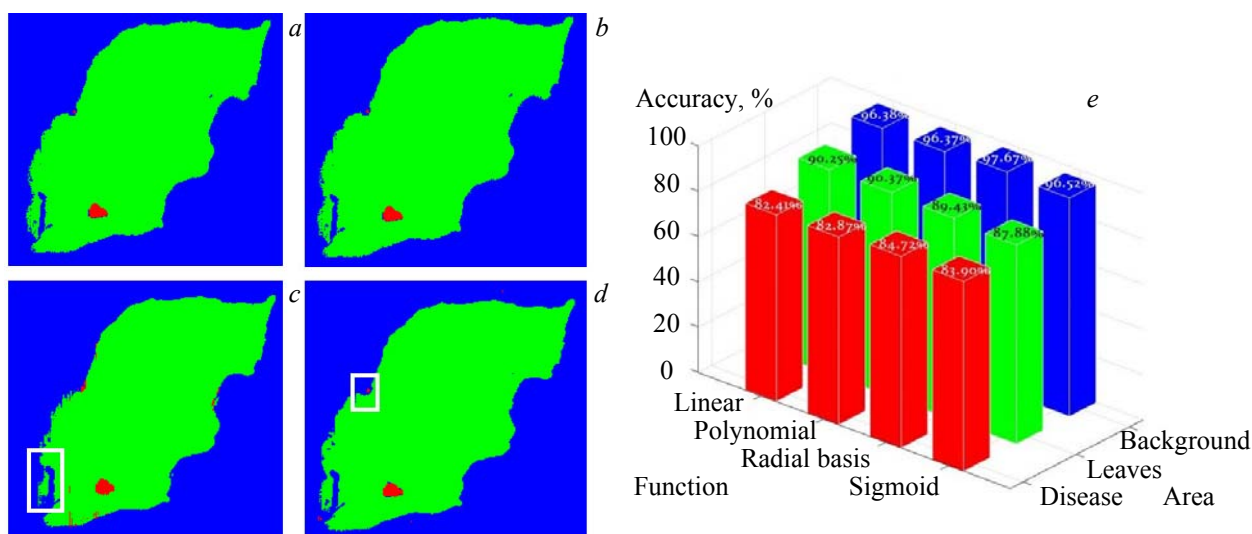 a
b
c
d
e
Accuracy, %
100
80
60
40
20
0
96.38%
96.37%
97.67%
96.52%
90.25%
90.37%
89.43%
87.88%
82.41%
82.87%
84.72%
83.90%
Linear
Polynomial
Radial basis
Sigmoid
Function
Background
Leaves
Disease Area